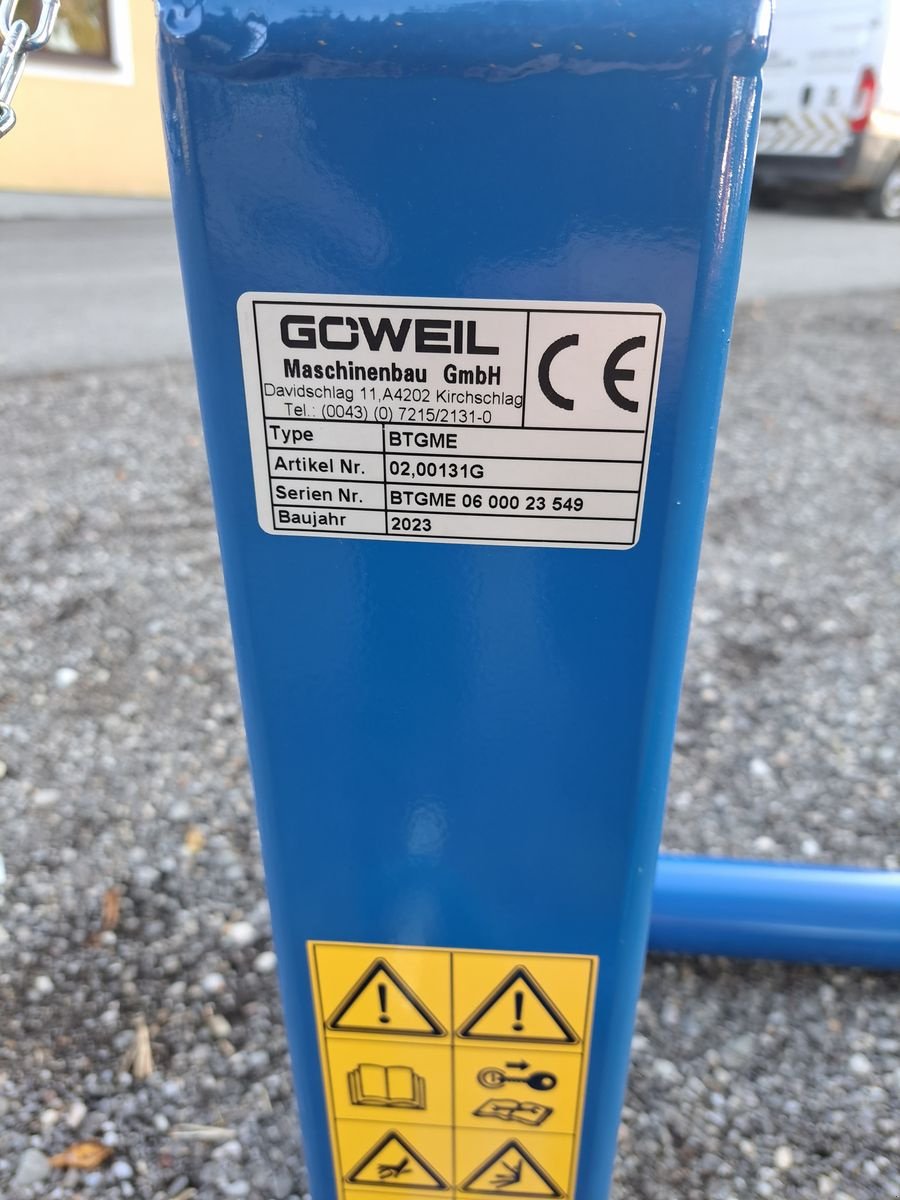 GÖWEIL
Maschinenbau GmbH
Davidschlag 11,A4202 Kirchschlag
Tel.: (0043) (0) 7215/2131-0
CE
Type BTGME
Artikel Nr. 02,00131G
Serien Nr. BTGME 06 000 23 549
Baujahr 2023